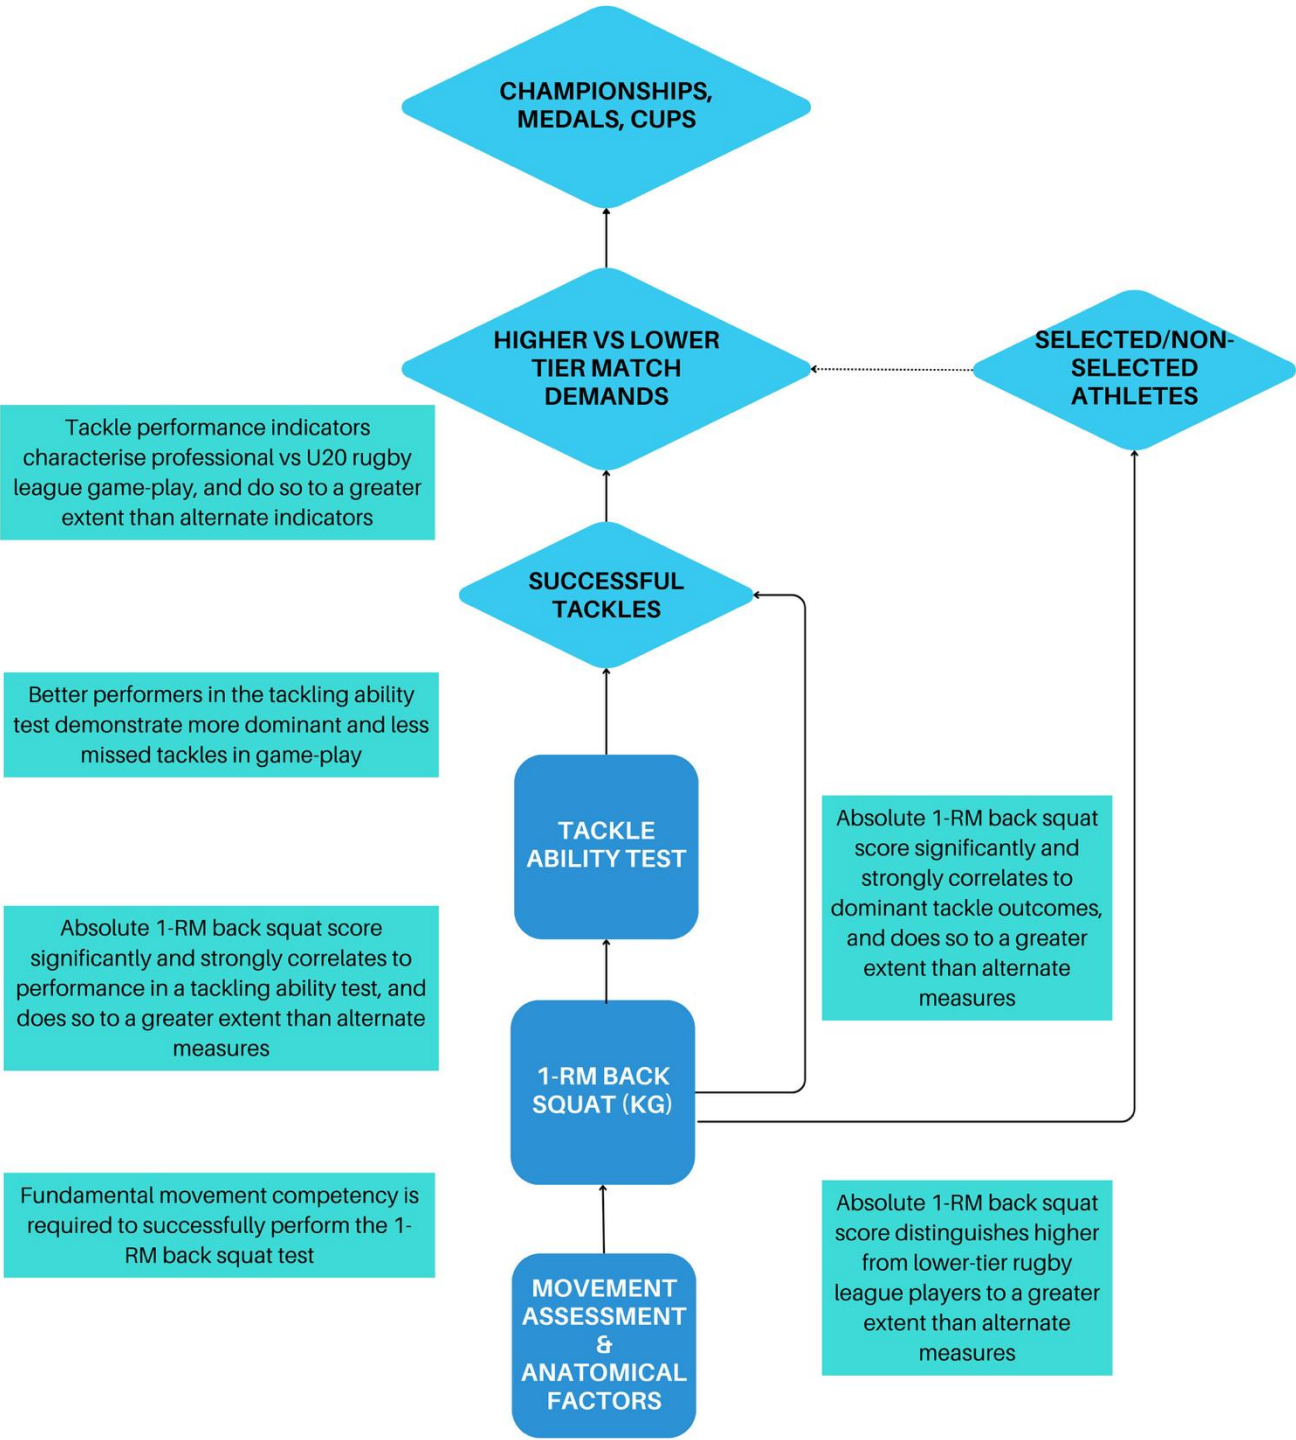 CHAMPIONSHIPS,
MEDALS, CUPS
HIGHER VS LOWER
TIER MATCH
DEMANDS
SELECTED/NON-
SELECTED
ATHLETES
Tackle performance indicators
characterise professional vs U20 rugby
league game-play, and do so to a greater
extent than alternate indicators
SUCCESSFUL
TACKLES
Better performers in the tackling ability
test demonstrate more dominant and less
missed tackles in game-play
TACKLE
ABILITY TEST
Absolute 1-RM back squat
score significantly and
strongly correlates to
dominant tackle outcomes,
and does so to a greater
extent than alternate
measures
Absolute 1-RM back squat score
significantly and strongly correlates to
performance in a tackling ability test, and
does so to a greater extent than alternate
measures
1-RM BACK
SQUAT (KG)
Fundamental movement competency is
required to successfully perform the 1-
RM back squat test
Absolute 1-RM back squat
score distinguishes higher
from lower-tier rugby
league players to a greater
extent than alternate
measures
MOVEMENT
ASSESSMENT
&
ANATOMICAL
FACTORS